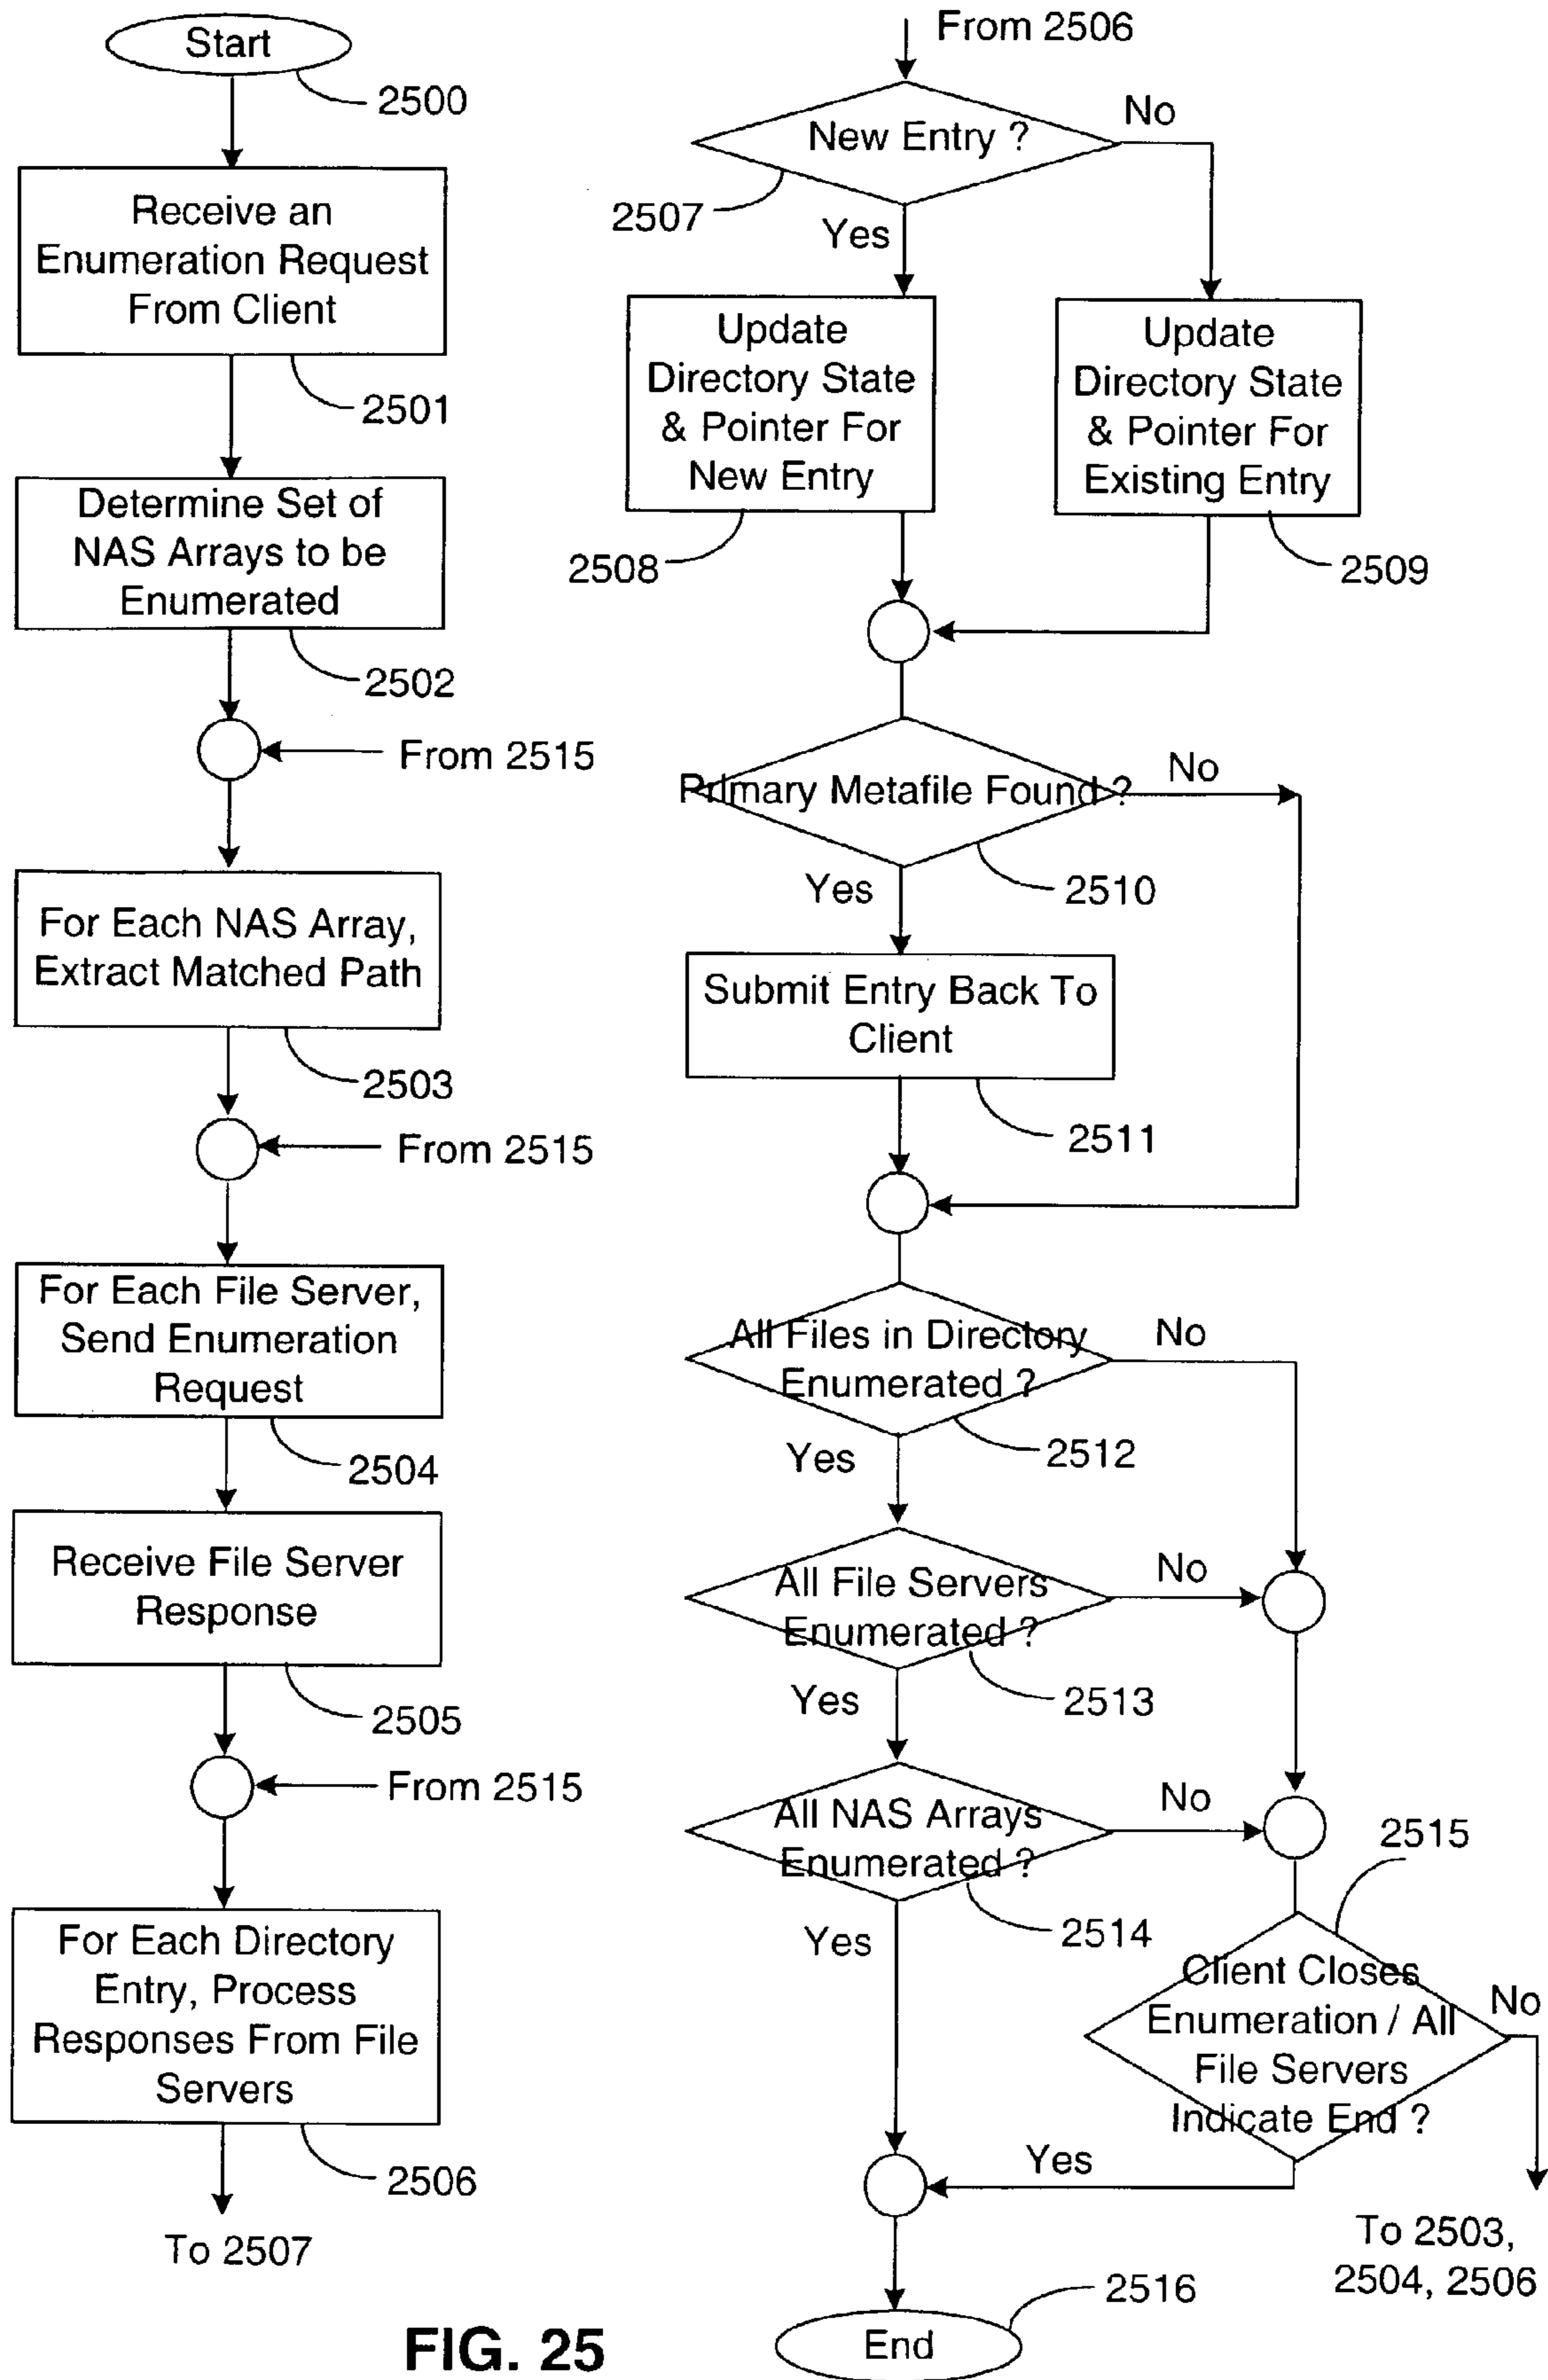 Start
2500
Receive an
Enumeration Request
From Client
2501
Determine Set of
NAS Arrays to be
Enumerated
2502
From 2515
For Each NAS Array,
Extract Matched Path
2503
From 2515
For Each File Server,
Send Enumeration
Request
2504
Receive File Server
Response
2505
From 2515
For Each Directory
Entry, Process
Responses From File
Servers
2506
To 2507
From 2506
New Entry ?
No
2507
Yes
Update
Directory State
& Pointer For
New Entry
2508
Update
Directory State
& Pointer For
Existing Entry
2509
Primary Metafile Found ?
No
Yes
2510
Submit Entry Back To
Client
2511
All Files in Directory
Enumerated ?
No
Yes
2512
All File Servers
Enumerated ?
No
Yes
2513
All NAS Arrays
Enumerated ?
No
Yes
2514
2515
Client Closes
Enumeration / All
File Servers
Indicate End ?
No
Yes
To 2503,
2504, 2506
2516
End
FIG. 25